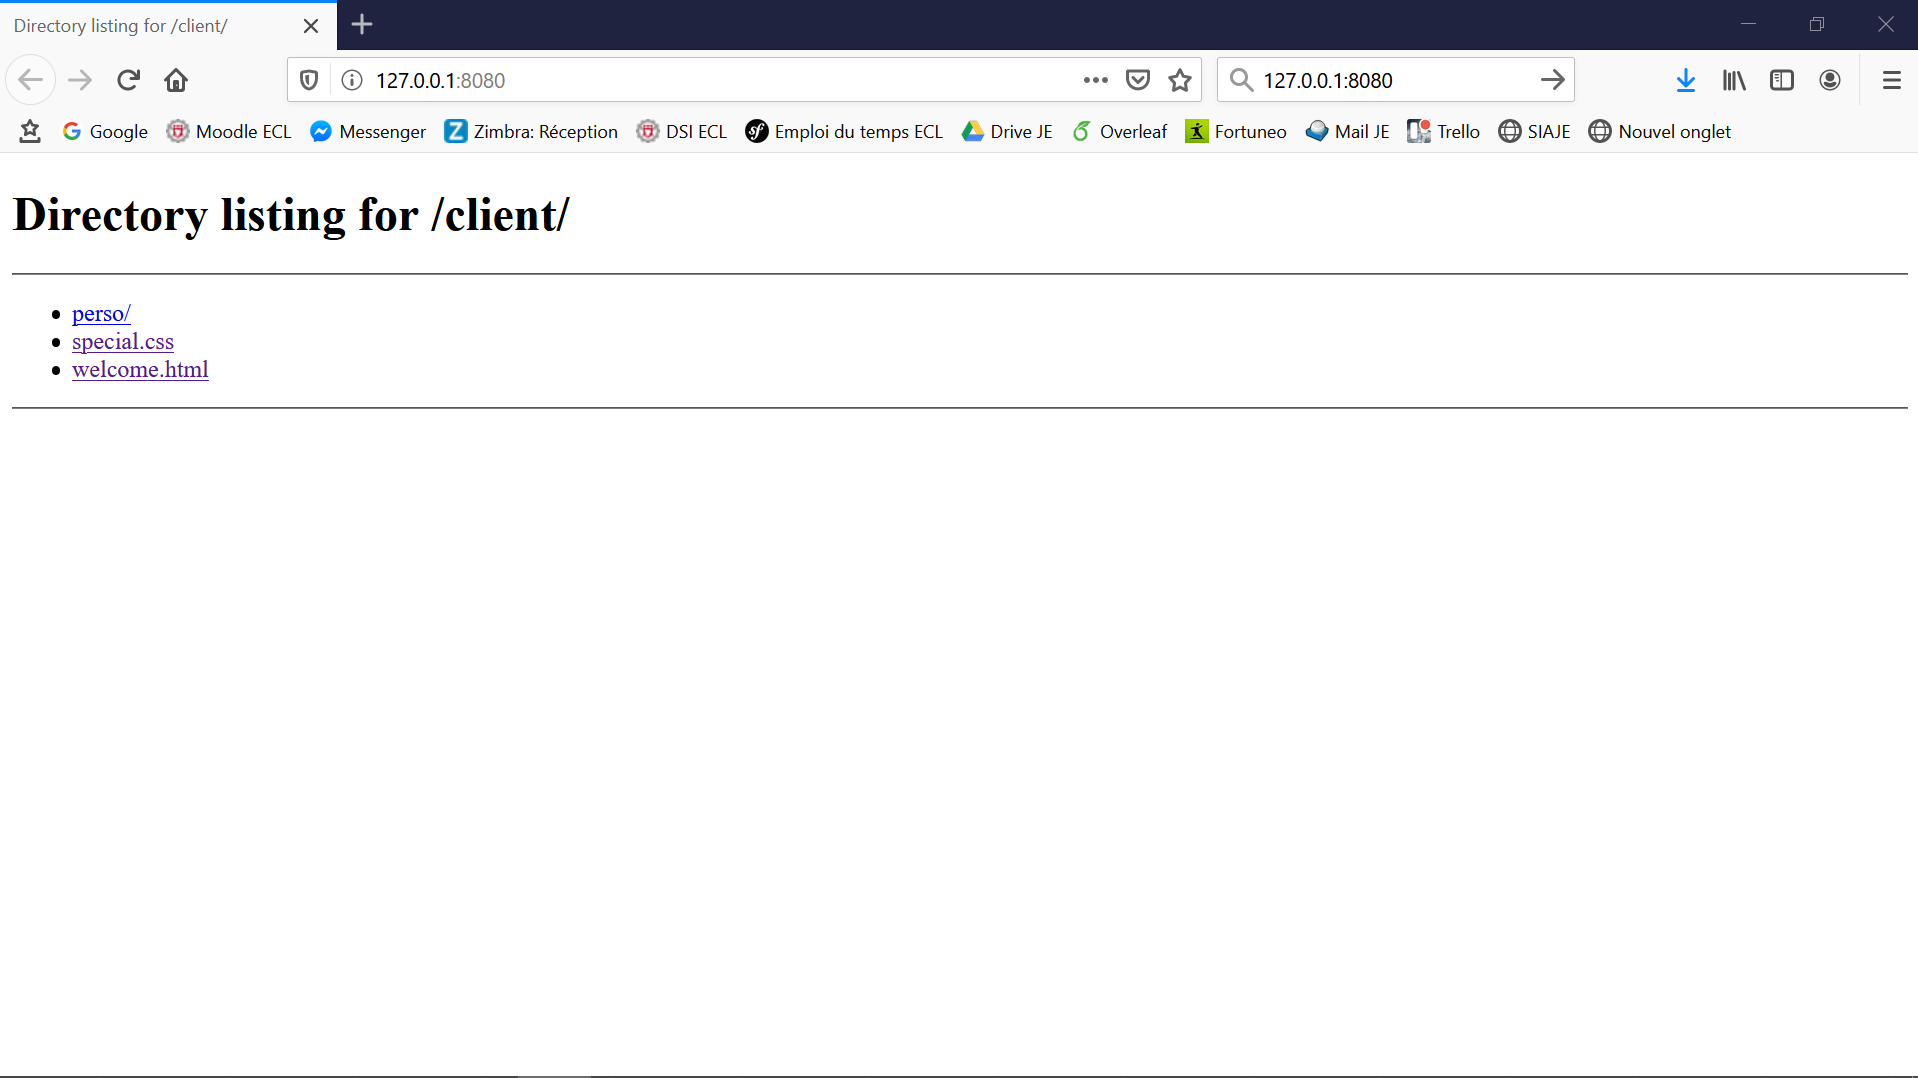 Directory listing for /client/
127.0.0.1:8080 127.0.0.1:8080
Google Moodle ECL Messenger Z Zimbra: Réception DSI ECL sf Emploi du temps ECL Drive JE Overleaf Fortuneo Mail JE Trello SIAJE Nouvel onglet
Directory listing for /client/
perso/
special.css
welcome.html